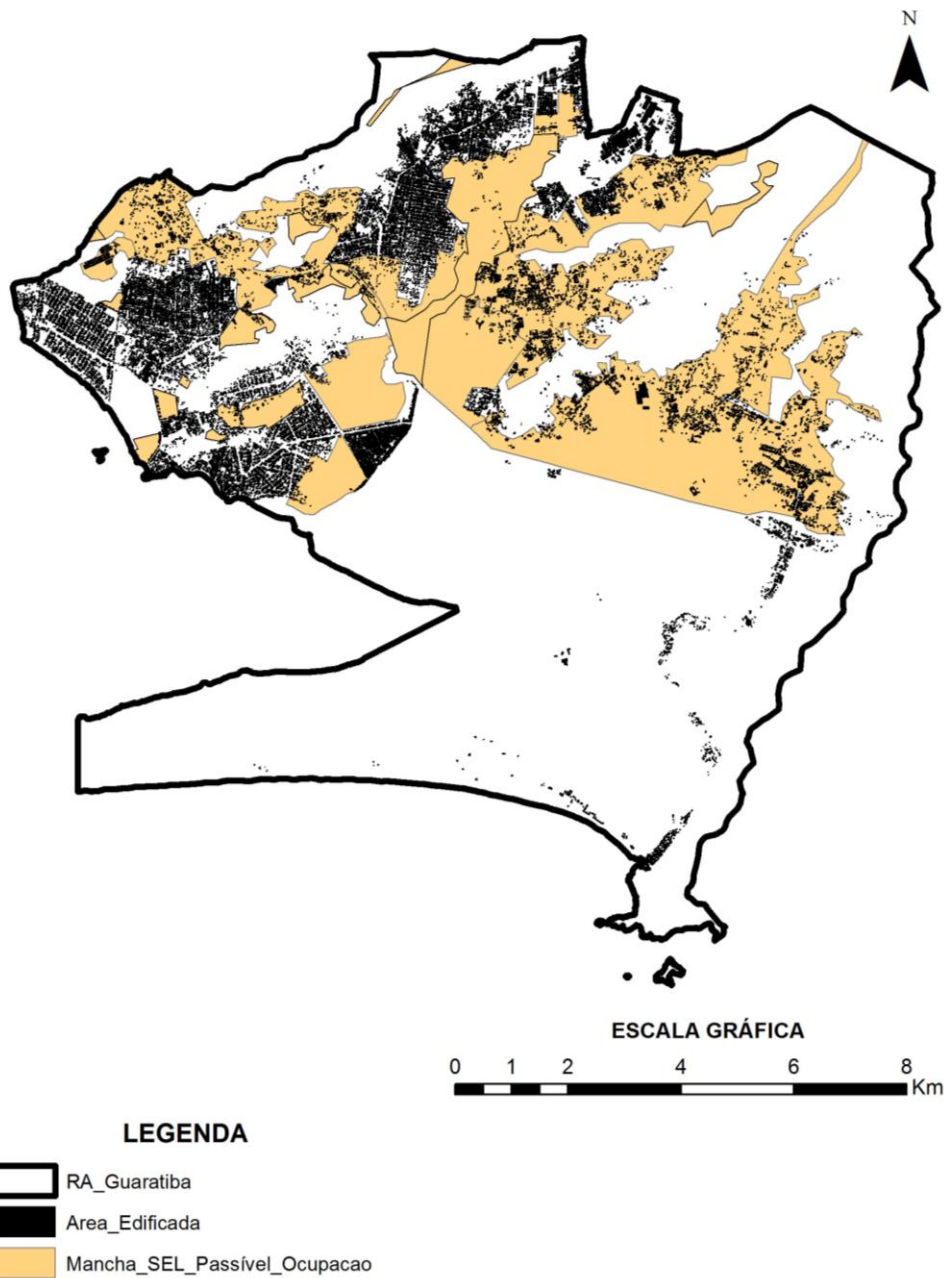 N
ESCALA GRÁFICA
0 1 2 4 6 8
Km
LEGENDA
RA_Guaratiba
Area_Edificada
Mancha_SEL_Passível_Ocupacao